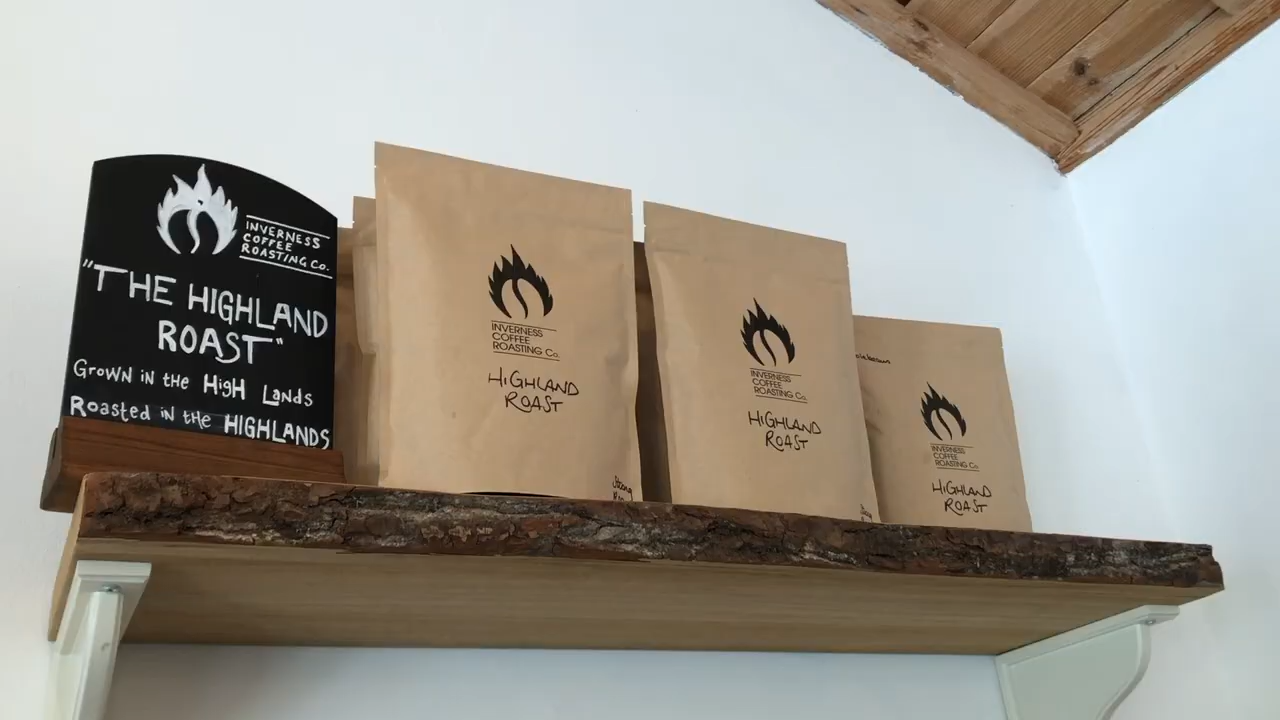 INVERNESS
COFFEE
ROASTING Co.
"THE HIGHLAND
ROAST"
GROWN IN the HigH Lands
Roasted in the HIGHLANDS
INVERNESS
COFFEE
ROASTING Co.
HIGHLAND
ROAST
Strong
INVERNESS
COFFEE
ROASTING Co.
HIGHLAND
ROAST
INVERNESS
COFFEE
ROASTING Co.
HIGHLAND
ROAST